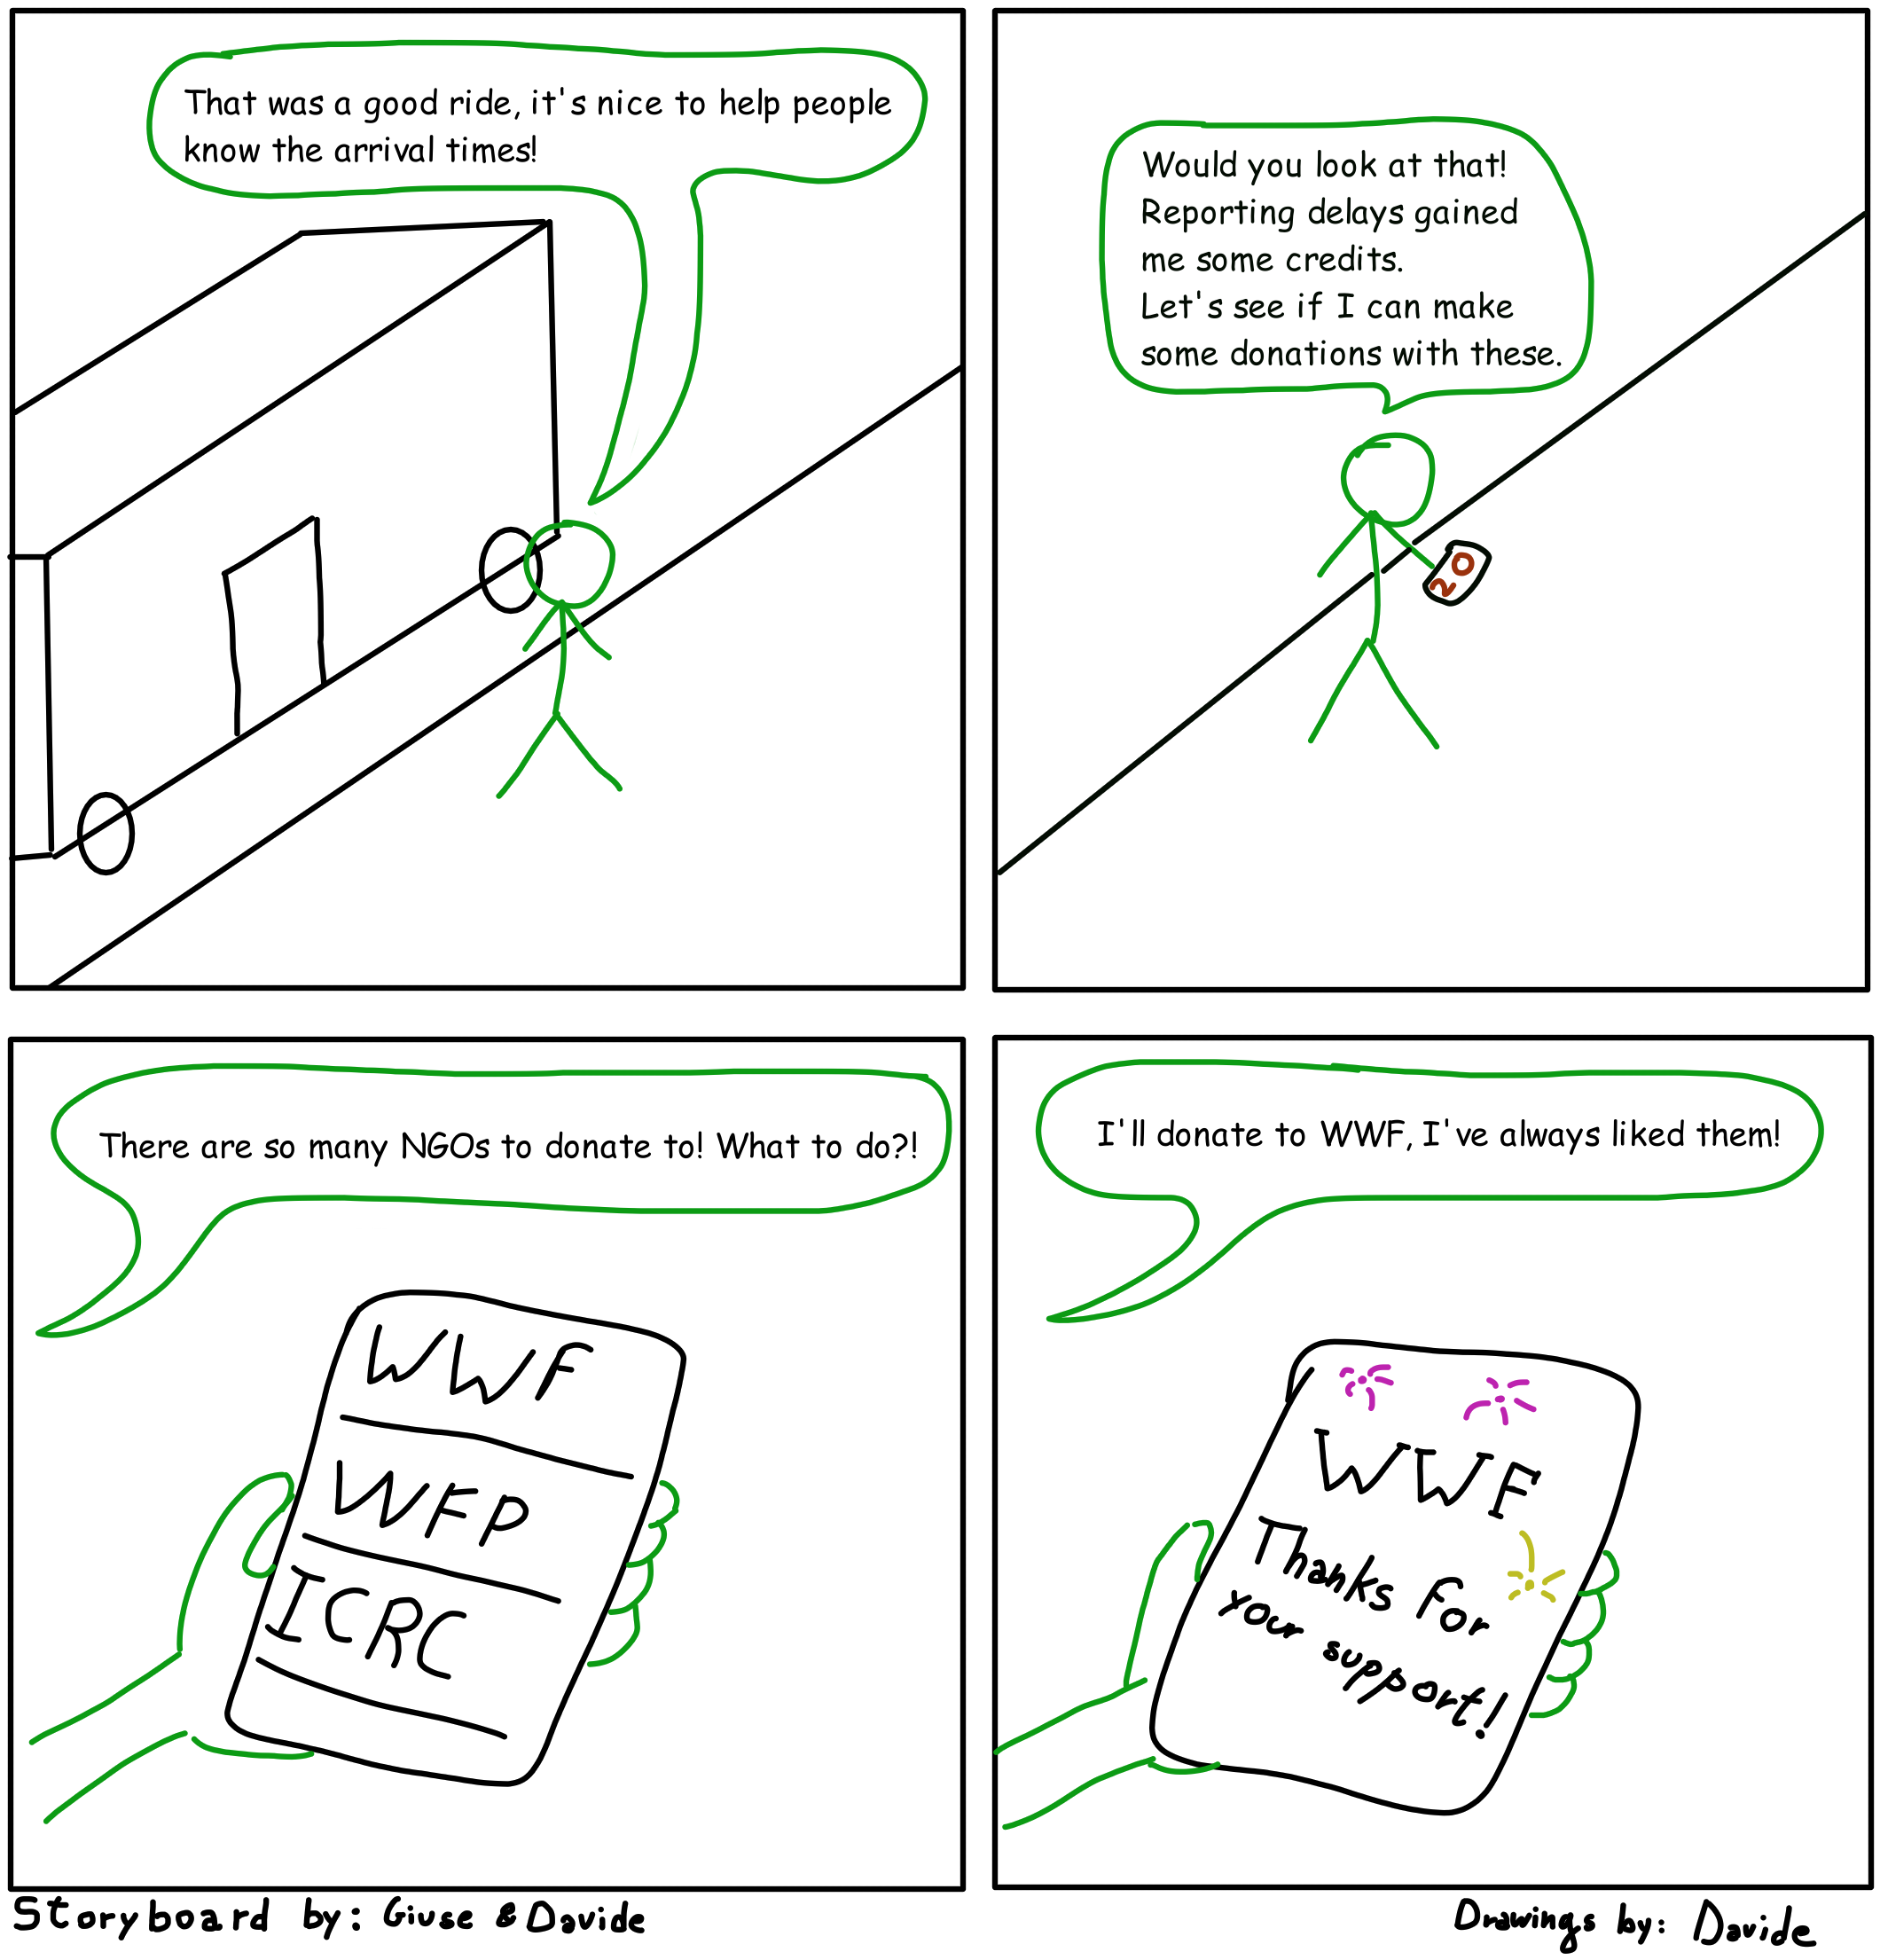 That was a good ride, it's nice to help people
know the arrival times!
Would you look at that!
Reporting delays gained
me some credits.
Let's see if I can make
some donations with these.
20
There are so many NGOs to donate to! What to do?!
WWF
WFP
ICRC
I'll donate to WWF, I've always liked them!
WWF
Thanks for
your support!
Storyboard by: Giuse & Davide
Drawings by: Davide